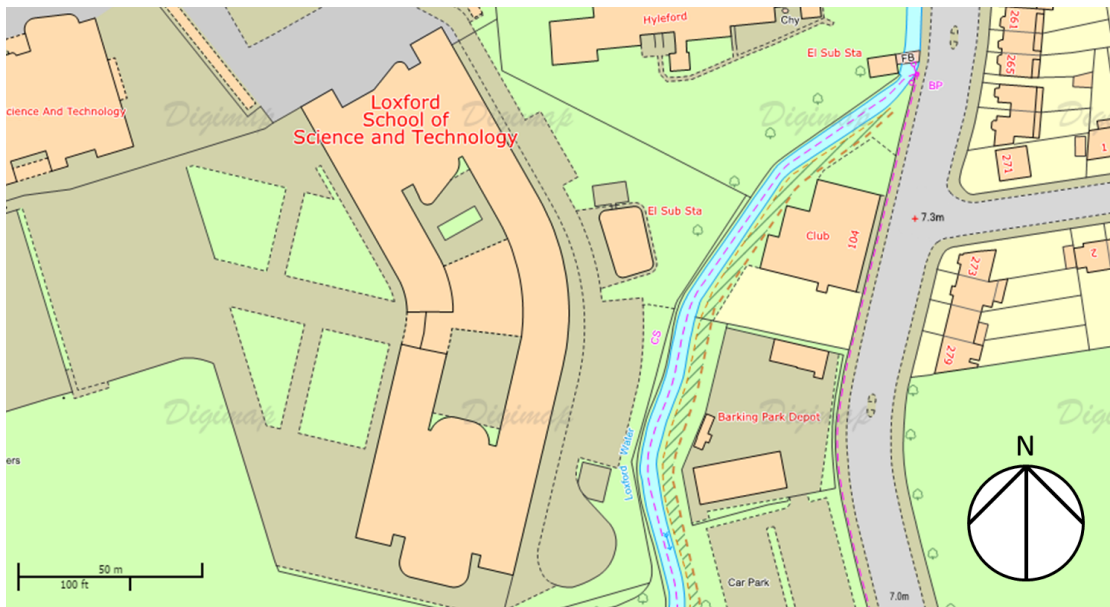 Hyleford
Chy
El Sub Sta
FB
BP
261
265
271
1
Loxford
School of
Science and Technology
cience And Technology
Digimap
Digimap
Digimap
Digimap
El Sub Sta
Club
104
7.3m
273
2
279
CS
Digimap
Digimap
Digimap
Digimap
Barking Park Depot
Loxford Water
ers
N
50 m
100 ft
Car Park
7.0m